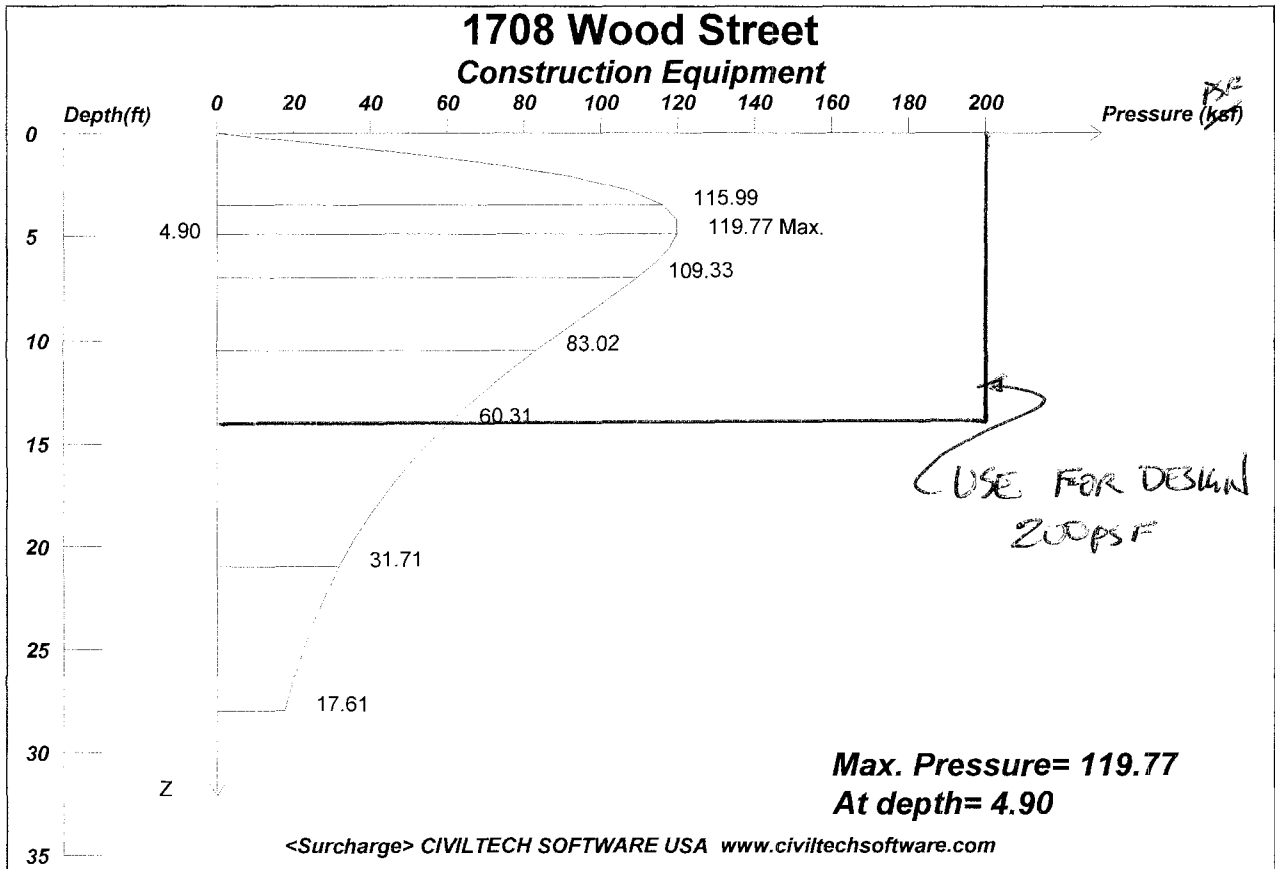 1708 Wood Street
Construction Equipment
psf
Depth(ft) 0 20 40 60 80 100 120 140 160 180 200 Pressure (ksf)
0
115.99
4.90 119.77 Max.
5
109.33
10
83.02
60.31
15
USE FOR DESIGN
200psF
20
31.71
25
17.61
30
Max. Pressure= 119.77
Z
At depth= 4.90
<Surcharge> CIVILTECH SOFTWARE USA www.civiltechsoftware.com
35